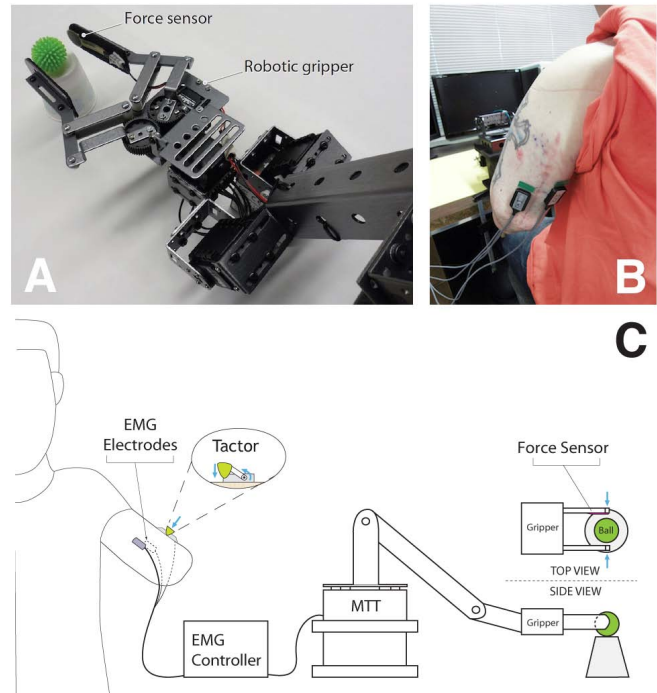 Force sensor
Robotic gripper
A
B
C
EMG
Electrodes
Tactor
Force Sensor
Gripper
Ball
TOP VIEW
SIDE VIEW
MTT
Gripper
EMG
Controller